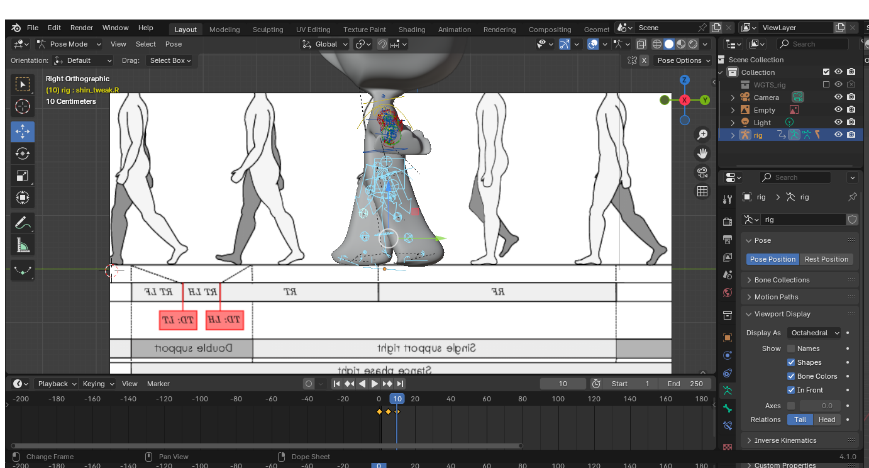 File Edit Render Window Help Layout Modeling Sculpting UV Editing Texture Paint Shading Animation Rendering Compositing Geomet Scene ViewLayer
Pose Mode View Select Pose Global Search
Orientation: Default Drag: Select Box X Pose Options
Right Orthographic
(10) rig : shin_tweak.R
10 Centimeters
Z
X
Y
RT LF RT LH RT RF
TD: LT TD: LH
Double support Single support right
Stance phase right
Scene Collection
Collection
WGTS_rig
Camera
Empty
Light
rig
Search
rig rig
rig
Pose
Pose Position Rest Position
Bone Collections
Motion Paths
Viewport Display
Display As Octahedral
Show Names
Shapes
Bone Colors
In Front
Axes 0.0
Relations Tail Head
Inverse Kinematics
Custom Properties
Playback Keying View Marker 10 Start 1 End 250
-200 -180 -160 -140 -120 -100 -80 -60 -40 -20 0 10 20 40 60 80 100 120 140 160 180
Change Frame Pan View Dope Sheet 4.1.0
-200 -180 -160 -140 -120 -100 -80 -60 -40 -20 0 20 40 60 80 100 120 140 160 180